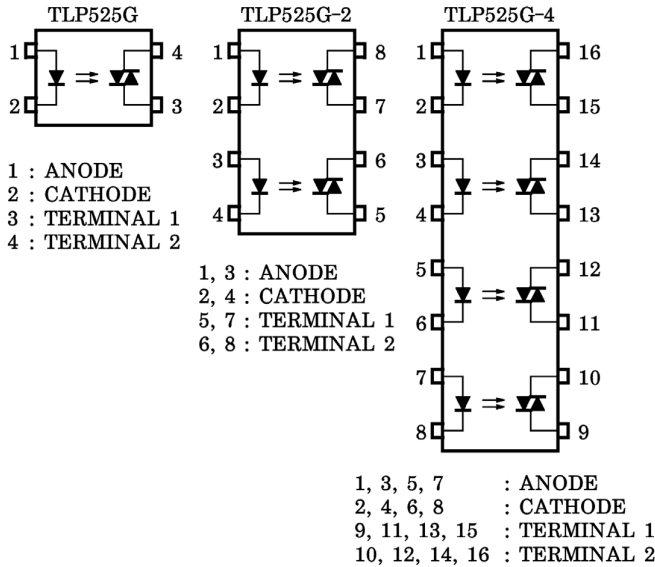 TLP525G
1 4
2 3
1 : ANODE
2 : CATHODE
3 : TERMINAL 1
4 : TERMINAL 2
TLP525G-2
1 8
2 7
3 6
4 5
1, 3 : ANODE
2, 4 : CATHODE
5, 7 : TERMINAL 1
6, 8 : TERMINAL 2
TLP525G-4
1 16
2 15
3 14
4 13
5 12
6 11
7 10
8 9
1, 3, 5, 7 : ANODE
2, 4, 6, 8 : CATHODE
9, 11, 13, 15 : TERMINAL 1
10, 12, 14, 16 : TERMINAL 2